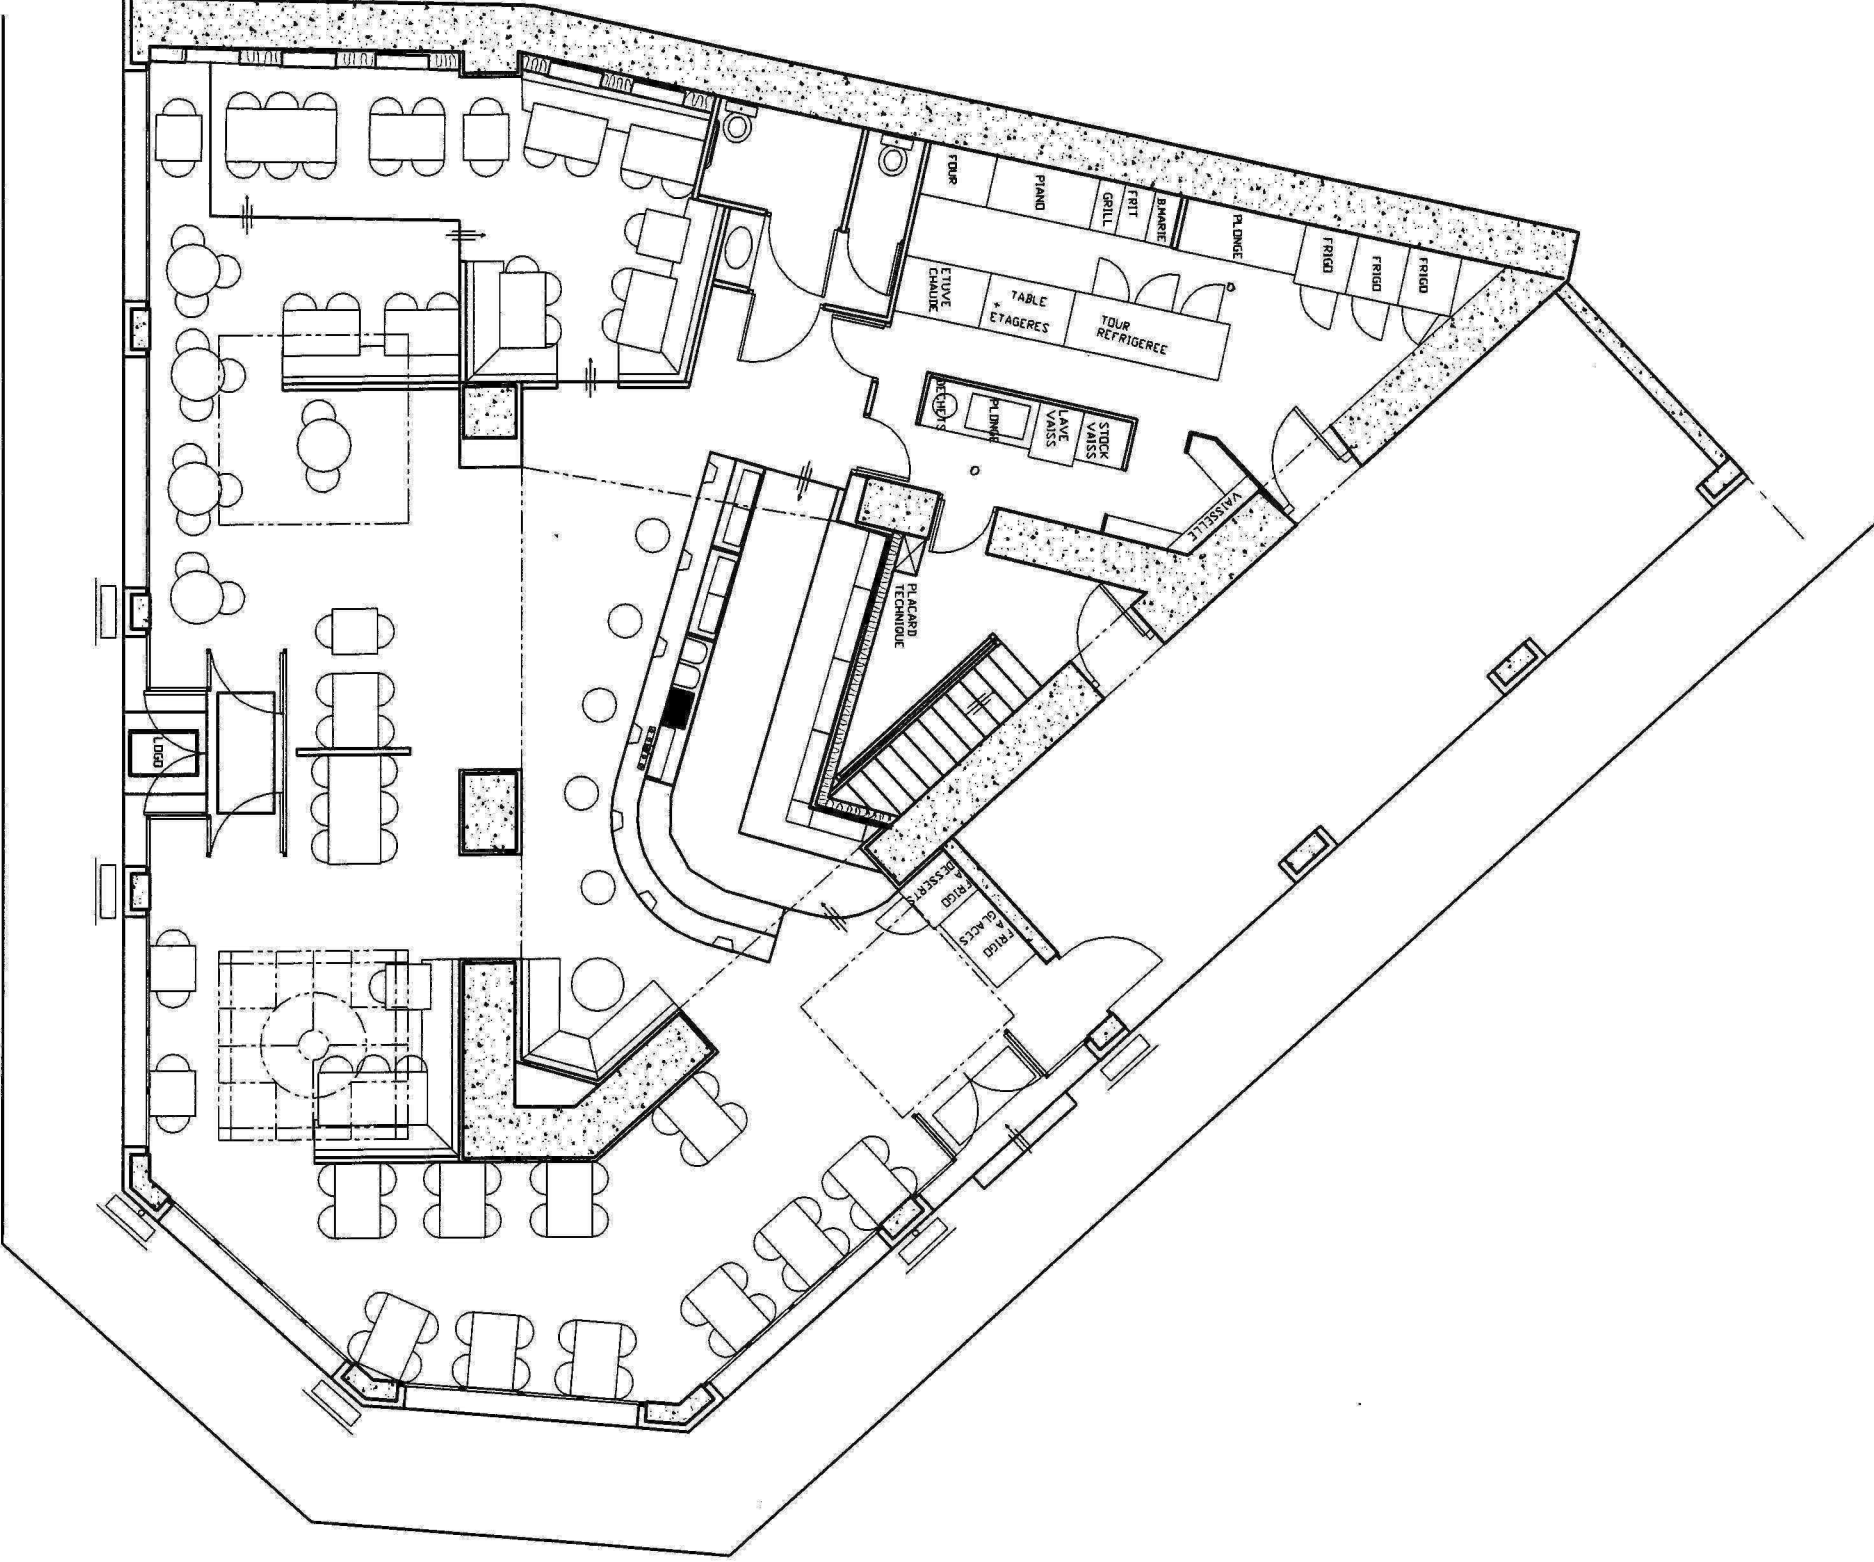 FOUR
PIANO
GRILL
FRIT
B.MARIE
PLONGE
FRIGO
FRIGO
FRIGO
ETUVE
CHAUDE
TABLE
+
ETAGERES
TOUR
REFRIGEREE
DECHETS
PLONGE
LAVE
VAISS
STOCK
VAISS
VAISSELLE
PLACARD
TECHNIQUE
LOGO
FRIGO
A
DESSERTS
FRIGO
A
GLACES